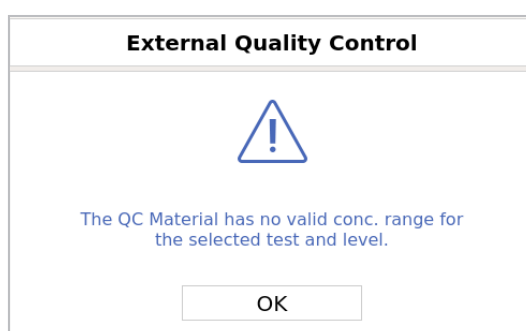 External Quality Control
The QC Material has no valid conc. range for
the selected test and level.
OK